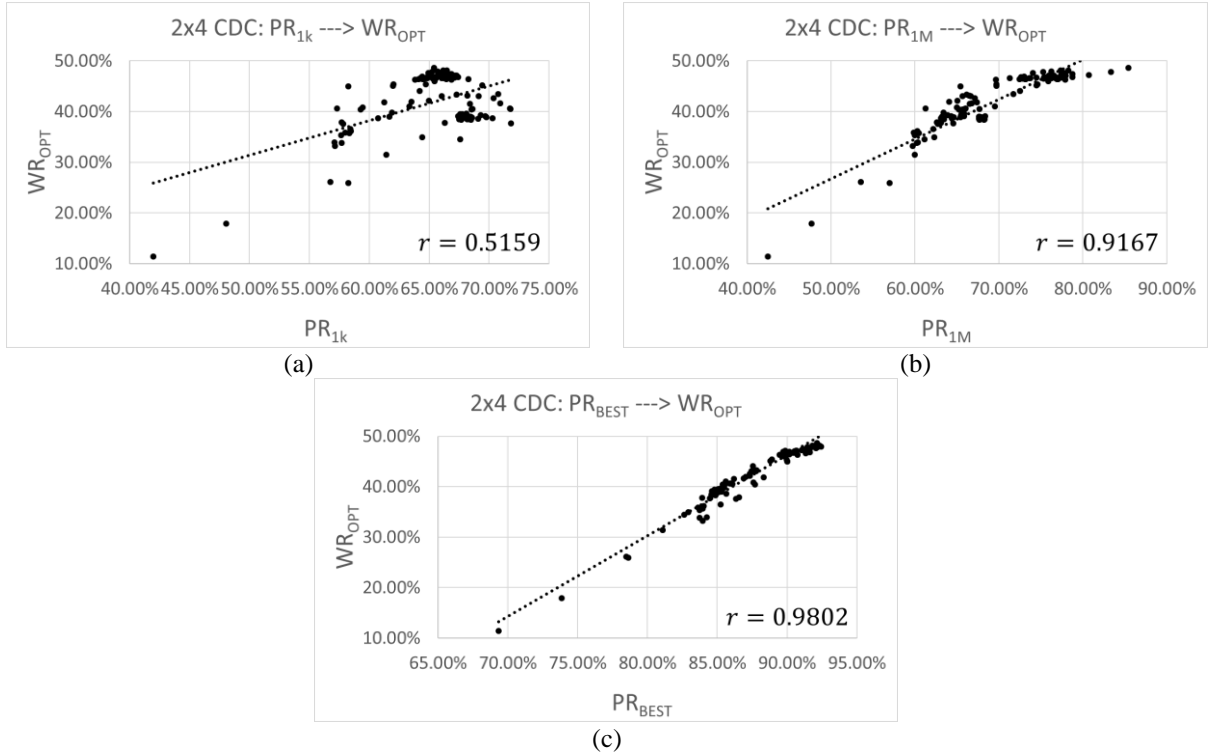 2x4 CDC: PR1k ---> WROPT
50.00%
40.00%
30.00%
20.00%
10.00%
WROPT
r = 0.5159
40.00% 45.00% 50.00% 55.00% 60.00% 65.00% 70.00% 75.00%
PR1k
(a)
2x4 CDC: PR1M ---> WROPT
50.00%
40.00%
30.00%
20.00%
10.00%
WROPT
r = 0.9167
40.00% 50.00% 60.00% 70.00% 80.00% 90.00%
PR1M
(b)
2x4 CDC: PRBEST ---> WROPT
50.00%
40.00%
30.00%
20.00%
10.00%
WROPT
r = 0.9802
65.00% 70.00% 75.00% 80.00% 85.00% 90.00% 95.00%
PRBEST
(c)